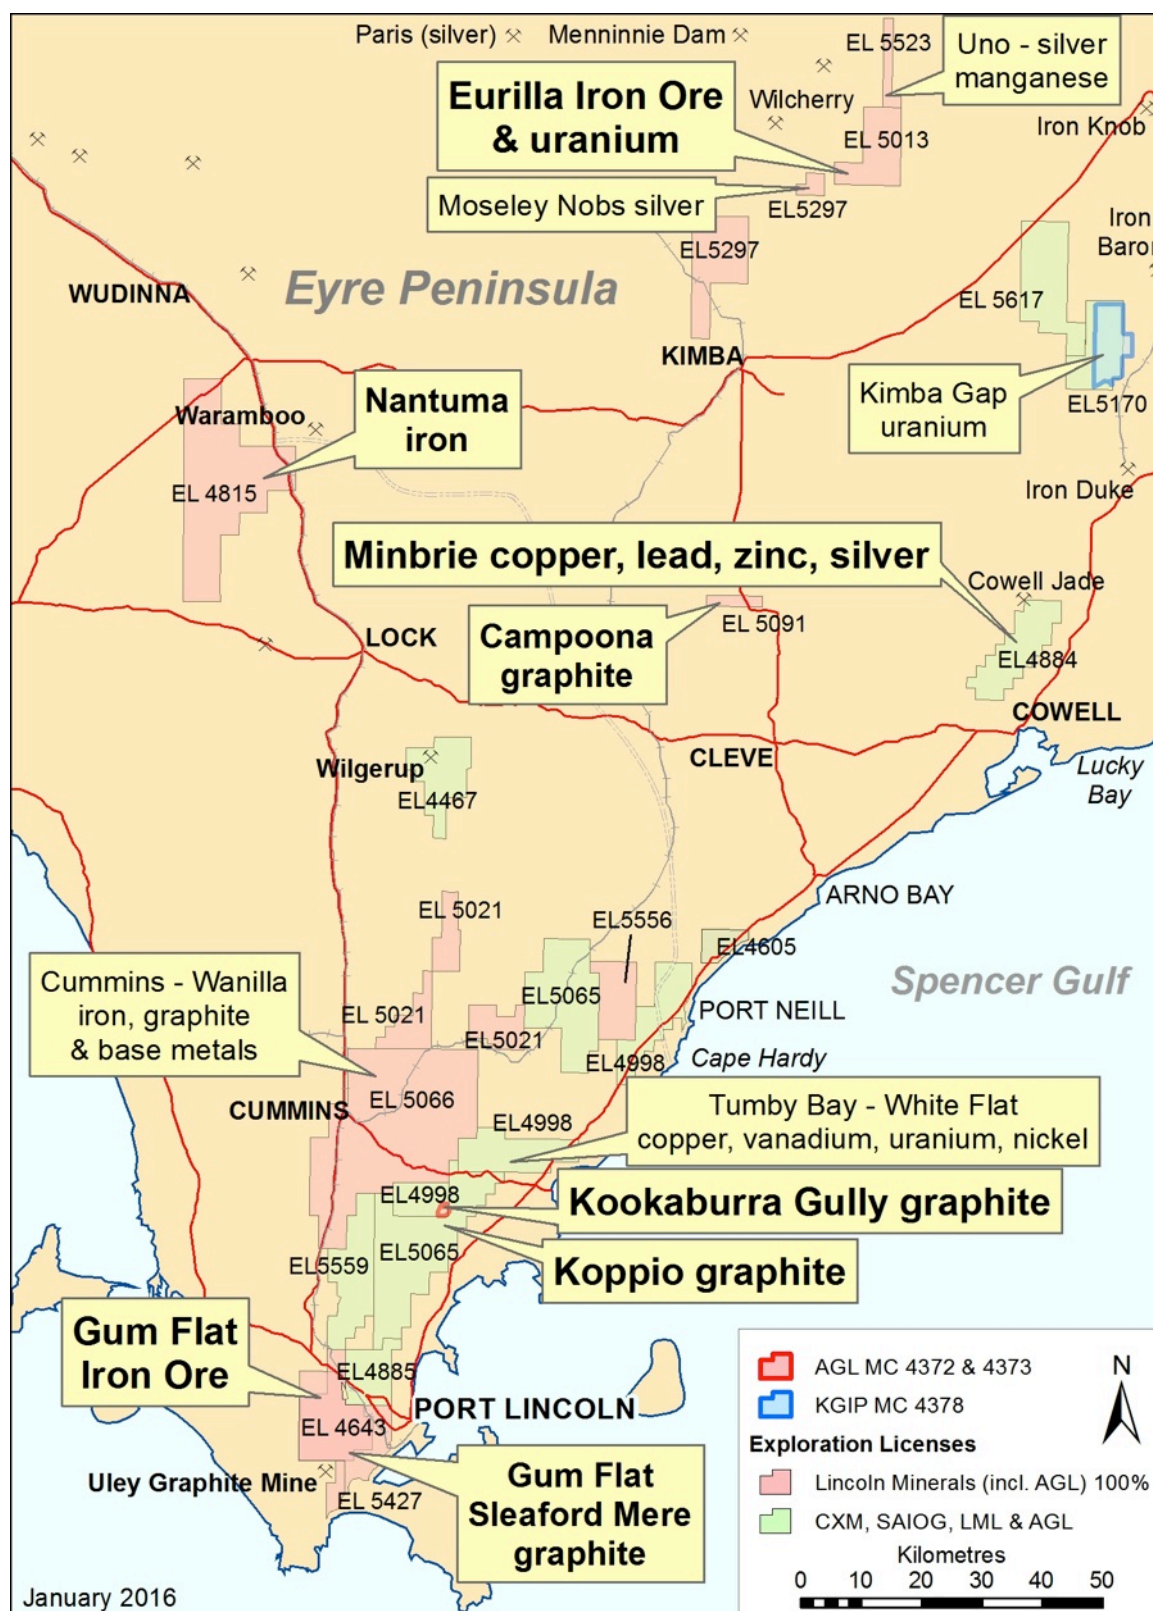 Paris (silver)
Menninnie Dam
EL 5523
Uno - silver
manganese
Eurilla Iron Ore
& uranium
Wilcherry
Iron Knob
EL 5013
Moseley Nobs silver
EL5297
EL5297
Iron
Baron
WUDINNA
Eyre Peninsula
EL 5617
KIMBA
Kimba Gap
uranium
EL5170
Nantuma
iron
Waramboo
EL 4815
Iron Duke
Minbrie copper, lead, zinc, silver
Cowell Jade
EL 5091
Campoona
graphite
LOCK
EL4884
COWELL
CLEVE
Lucky
Bay
Wilgerup
EL4467
ARNO BAY
EL 5021
EL5556
EL4605
Cummins - Wanilla
iron, graphite
& base metals
Spencer Gulf
EL5065
EL 5021
EL5021
PORT NEILL
EL4998
Cape Hardy
EL 5066
CUMMINS
EL4998
Tumby Bay - White Flat
copper, vanadium, uranium, nickel
EL4998
Kookaburra Gully graphite
EL5065
EL5559
Koppio graphite
Gum Flat
Iron Ore
EL4885
PORT LINCOLN
EL 4643
Uley Graphite Mine
EL 5427
Gum Flat
Sleaford Mere
graphite
AGL MC 4372 & 4373
KGIP MC 4378
N
Exploration Licenses
Lincoln Minerals (incl. AGL) 100%
CXM, SAIOG, LML & AGL
Kilometres
0 10 20 30 40 50
January 2016